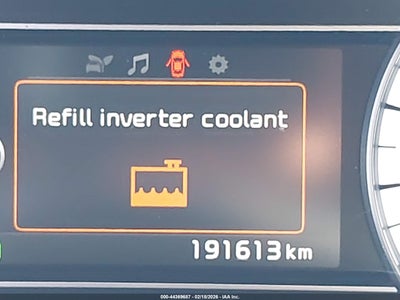 Refill inverter coolant
191613km
000-44369687 - 02/18/2026 - IAA Inc.